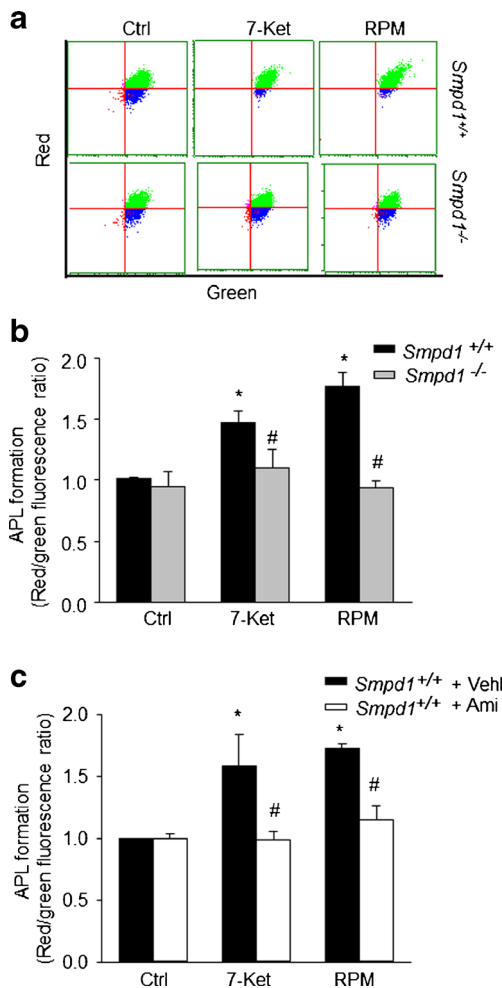 a
Ctrl 7-Ket RPM
Red
Smpd1+/+
Smpd1-/-
Green
b
Smpd1 +/+
Smpd1 -/-
APL formation
(Red/green fluorescence ratio)
2.0
1.5
1.0
0.5
0.0
*
#
*
#
Ctrl 7-Ket RPM
c
Smpd1+/+ + Vehl
Smpd1+/+ + Ami
APL formation
(Red/green fluorescence ratio)
2.0
1.5
1.0
0.5
0.0
*
#
*
#
Ctrl 7-Ket RPM